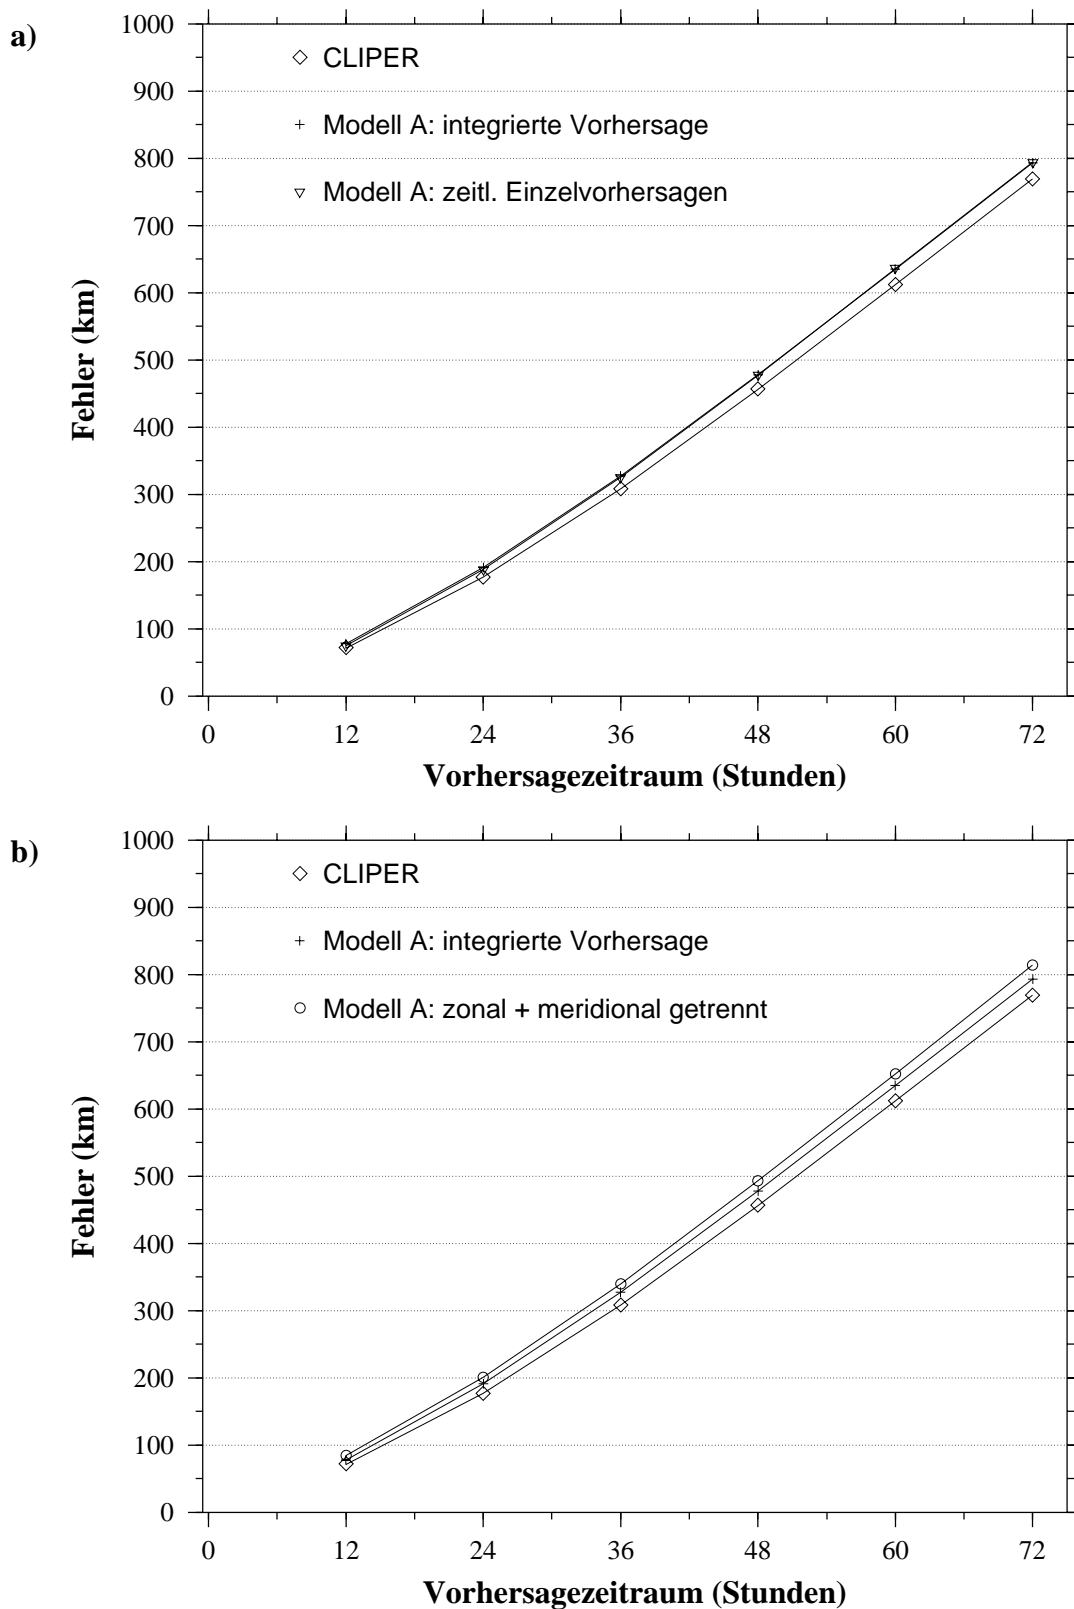 a)
1000
900
800
700
600
500
400
300
200
100
0
Fehler (km)
CLIPER
Modell A: integrierte Vorhersage
Modell A: zeitl. Einzelvorhersagen
0 12 24 36 48 60 72
Vorhersagezeitraum (Stunden)
b)
1000
900
800
700
600
500
400
300
200
100
0
Fehler (km)
CLIPER
Modell A: integrierte Vorhersage
Modell A: zonal + meridional getrennt
0 12 24 36 48 60 72
Vorhersagezeitraum (Stunden)